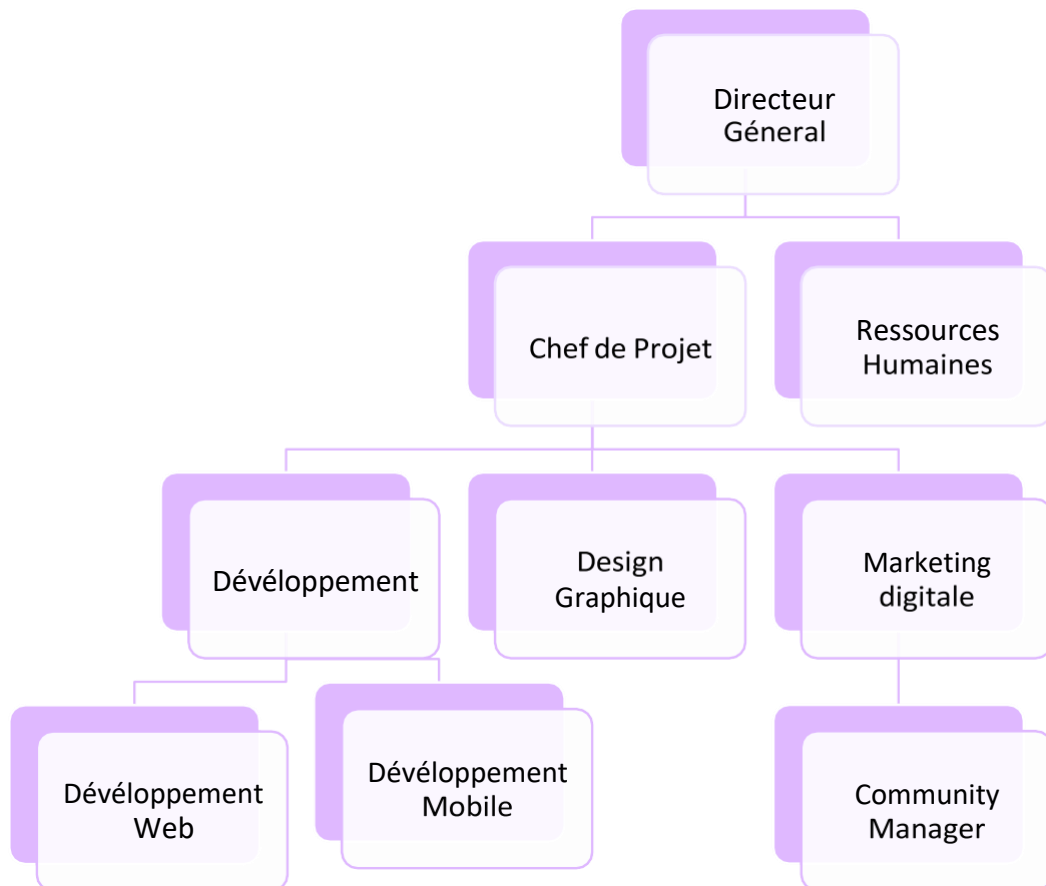 Directeur
Géneral
Chef de Projet
Ressources
Humaines
Dévéloppement
Design
Graphique
Marketing
digitale
Dévéloppement
Web
Dévéloppement
Mobile
Community
Manager